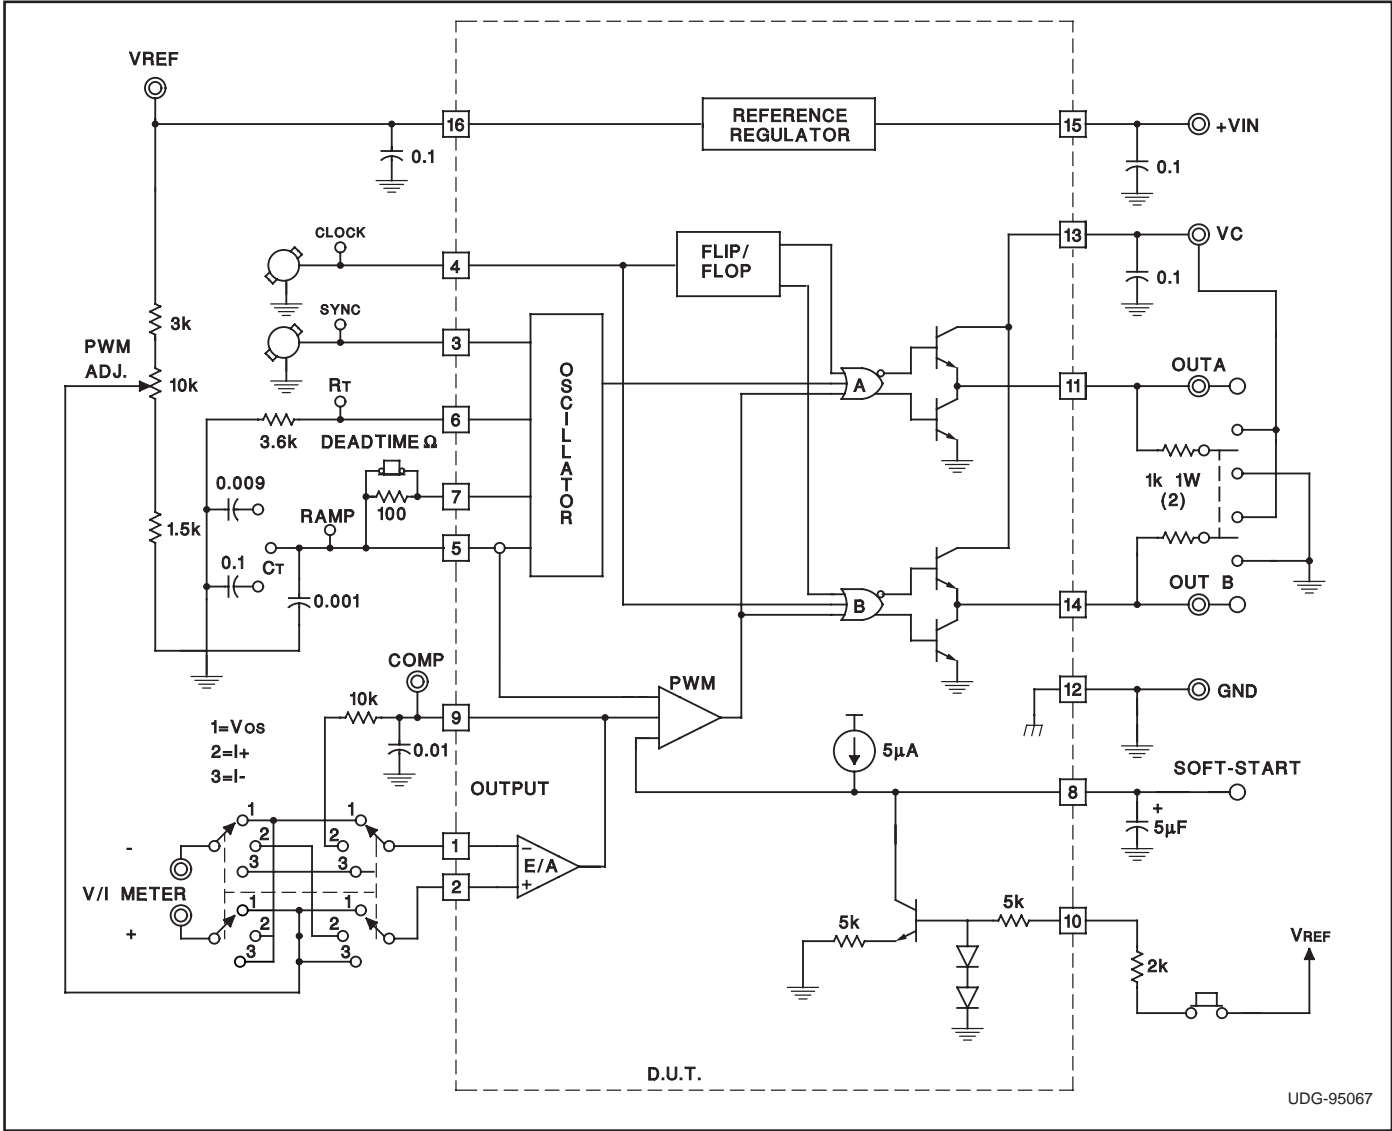 VREF
16
REFERENCE
REGULATOR
15
+VIN
0.1
0.1
CLOCK
4
FLIP/
FLOP
13
VC
0.1
SYNC
3
3k
PWM
ADJ.
10k
OSCILLATOR
A
11
OUTA
RT
6
3.6k
DEADTIME Ω
0.009
7
100
1k 1W
(2)
RAMP
1.5k
5
0.1
CT
0.001
B
14
OUT B
COMP
PWM
12
GND
10k
9
1=VOS
2=I+
3=I-
0.01
5µA
SOFT-START
OUTPUT
8
+
5µF
1
1
2
2
3
3
-
1
−
E/A
+
2
V/I METER
+
1
1
2
2
3
3
5k
5k
10
VREF
2k
D.U.T.
UDG-95067